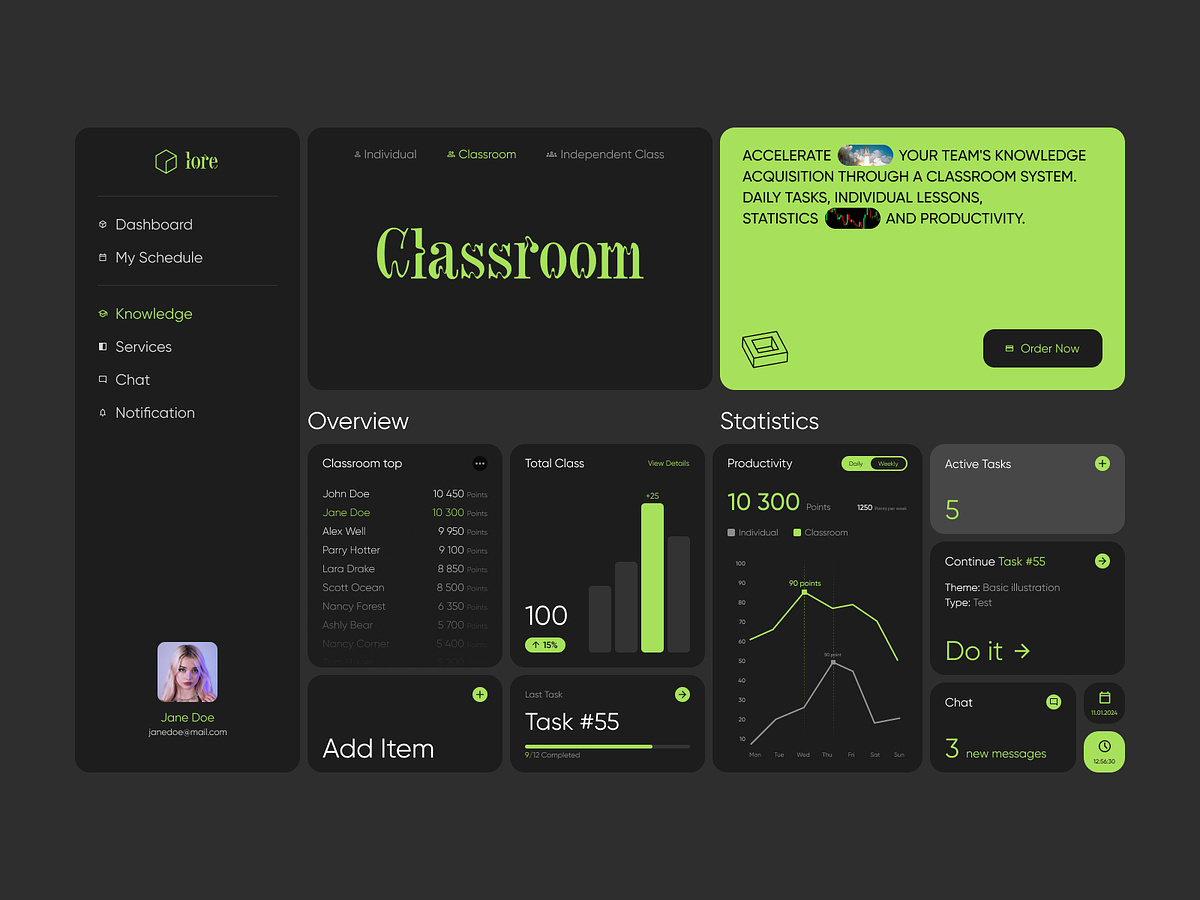 lore
Dashboard
My Schedule
Knowledge
Services
Chat
Notification
Jane Doe
janedoe@mail.com
Individual
Classroom
Independent Class
Classroom
ACCELERATE YOUR TEAM'S KNOWLEDGE
ACQUISITION THROUGH A CLASSROOM SYSTEM.
DAILY TASKS, INDIVIDUAL LESSONS,
STATISTICS AND PRODUCTIVITY.
Order Now
Overview
Classroom top
John Doe 10 450 Points
Jane Doe 10 300 Points
Alex Well 9 950 Points
Parry Hotter 9 100 Points
Lara Drake 8 850 Points
Scott Ocean 8 500 Points
Nancy Forest 6 350 Points
Ashly Bear 5 700 Points
Nancy Corner 5 400 Points
Total Class
View Details
+25
100
15%
Add Item
Last Task
Task #55
9/12 Completed
Statistics
Productivity
Daily
Weekly
10 300 Points
1250 Points per week
Individual
Classroom
100
90
80
70
60
50
40
30
20
10
90 points
50 point
Mon Tue Wed Thu Fri Sat Sun
Active Tasks
5
Continue Task #55
Theme: Basic illustration
Type: Test
Do it
Chat
3 new messages
11.01.2024
12:56:30